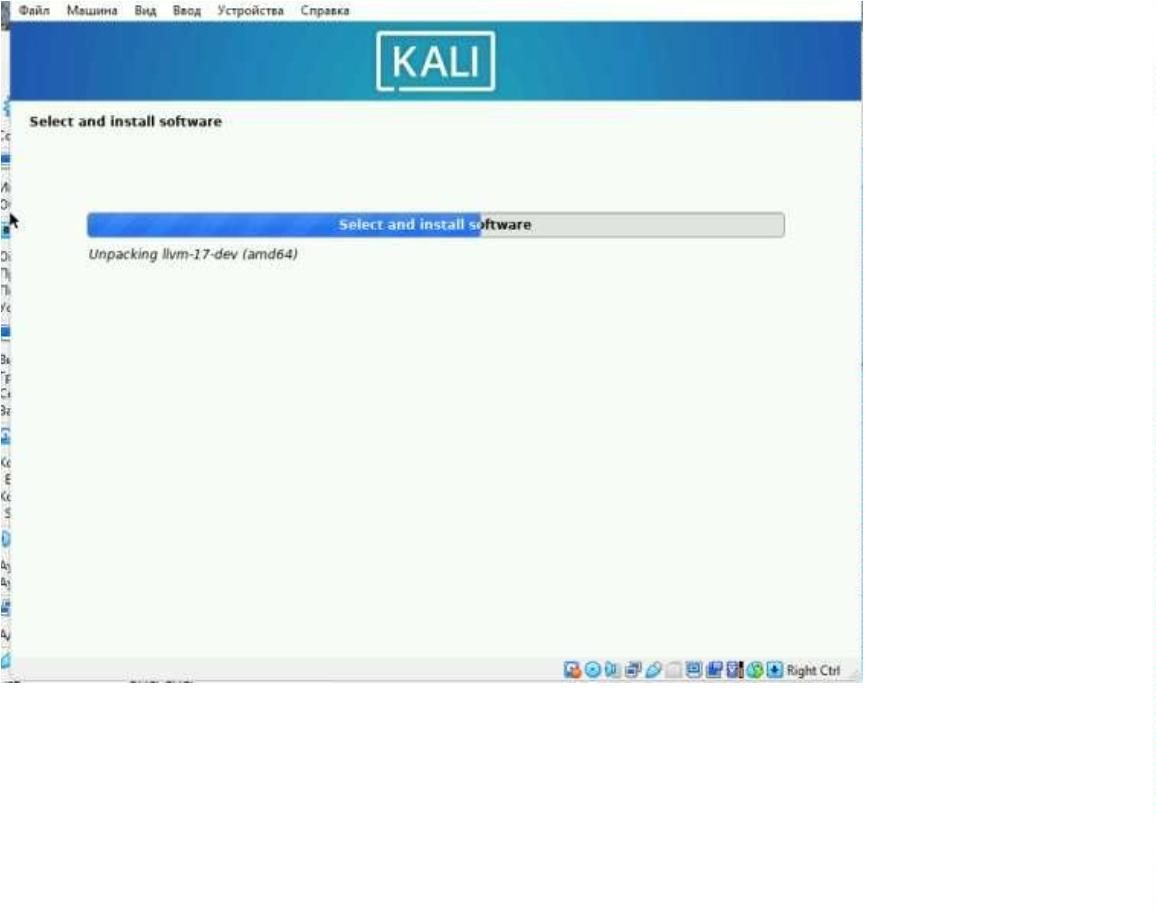 Файл Машина Вид Ввод Устройства Справка
KALI
Select and install software
Select and install software
Unpacking llvm-17-dev (amd64)
Right Ctrl